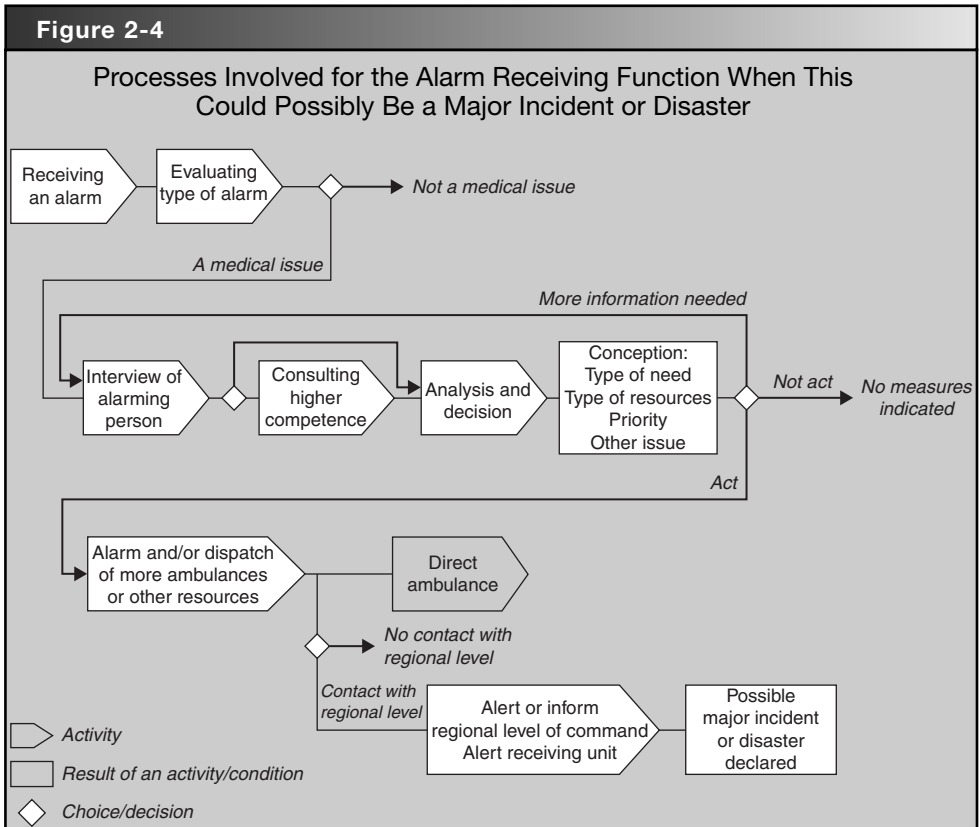 Figure 2-4
Processes Involved for the Alarm Receiving Function When This
Could Possibly Be a Major Incident or Disaster
Receiving
an alarm
Evaluating
type of alarm
Not a medical issue
A medical issue
More information needed
Interview of
alarming
person
Consulting
higher
competence
Analysis and
decision
Conception:
Type of need
Type of resources
Priority
Other issue
Not act
No measures
indicated
Act
Alarm and/or dispatch
of more ambulances
or other resources
Direct
ambulance
No contact with
regional level
Contact with
regional level
Alert or inform
regional level of command
Alert receiving unit
Possible
major incident
or disaster
declared
Activity
Result of an activity/condition
Choice/decision